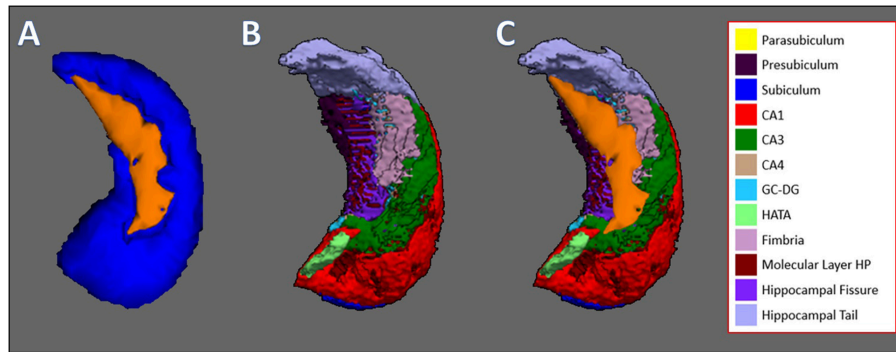 A
B
C
Parasubiculum
Presubiculum
Subiculum
CA1
CA3
CA4
GC-DG
HATA
Fimbria
Molecular Layer HP
Hippocampal Fissure
Hippocampal Tail